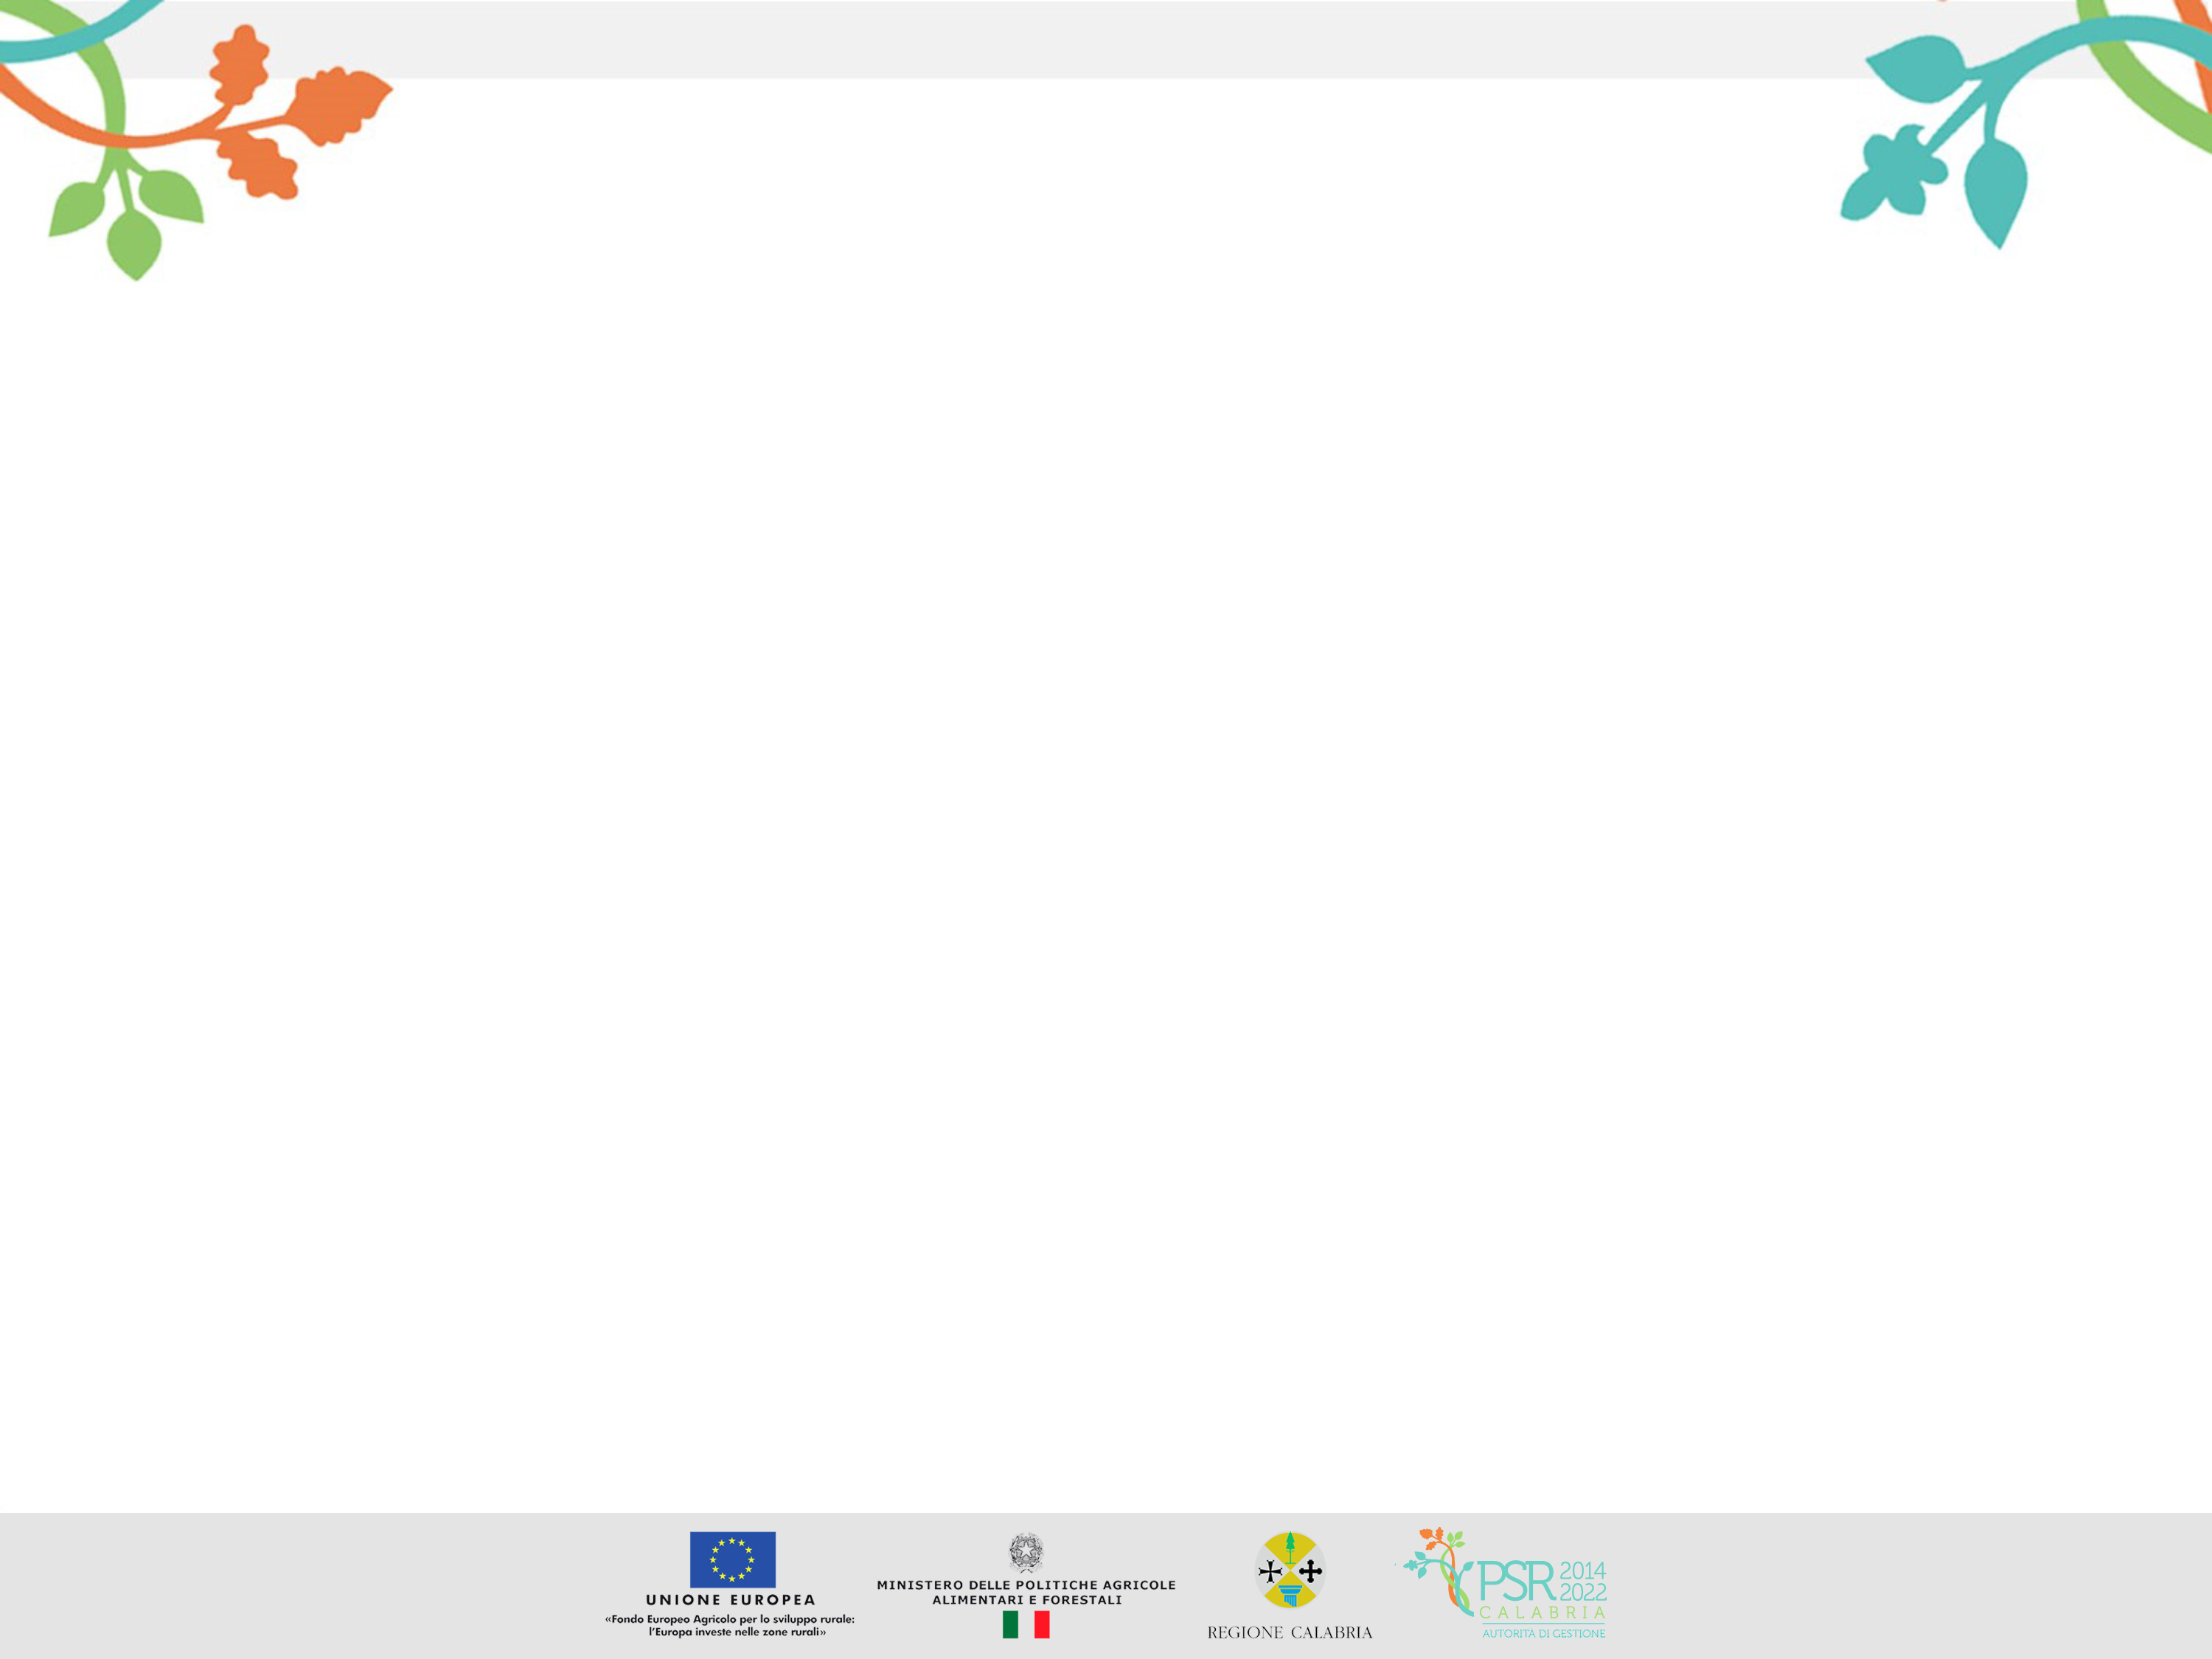 UNIONE EUROPEA
«Fondo Europeo Agricolo per lo sviluppo rurale:
l'Europa investe nelle zone rurali»
MINISTERO DELLE POLITICHE AGRICOLE
ALIMENTARI E FORESTALI
REGIONE CALABRIA
PSR 2014
2022
CALABRIA
AUTORITÀ DI GESTIONE